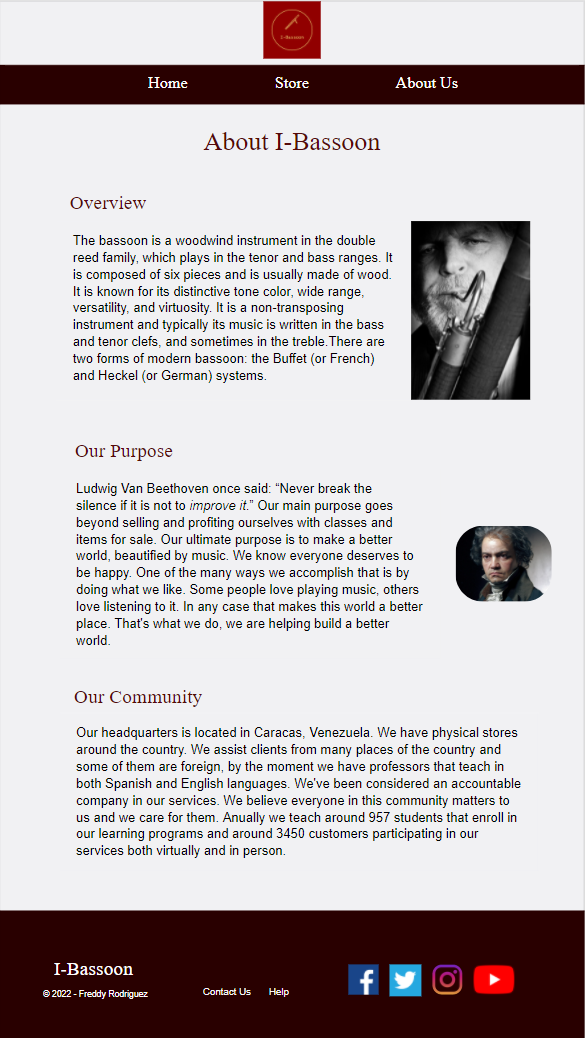 I-Bassoon
Home Store About Us
About I-Bassoon
Overview
The bassoon is a woodwind instrument in the double
reed family, which plays in the tenor and bass ranges. It
is composed of six pieces and is usually made of wood.
It is known for its distinctive tone color, wide range,
versatility, and virtuosity. It is a non-transposing
instrument and typically its music is written in the bass
and tenor clefs, and sometimes in the treble.There are
two forms of modern bassoon: the Buffet (or French)
and Heckel (or German) systems.
Our Purpose
Ludwig Van Beethoven once said: “Never break the
silence if it is not to improve it.” Our main purpose goes
beyond selling and profiting ourselves with classes and
items for sale. Our ultimate purpose is to make a better
world, beautified by music. We know everyone deserves to
be happy. One of the many ways we accomplish that is by
doing what we like. Some people love playing music, others
love listening to it. In any case that makes this world a better
place. That's what we do, we are helping build a better
world.
Our Community
Our headquarters is located in Caracas, Venezuela. We have physical stores
around the country. We assist clients from many places of the country and
some of them are foreign, by the moment we have professors that teach in
both Spanish and English languages. We've been considered an accountable
company in our services. We believe everyone in this community matters to
us and we care for them. Anually we teach around 957 students that enroll in
our learning programs and around 3450 customers participating in our
services both virtually and in person.
I-Bassoon
© 2022 - Freddy Rodriguez
Contact Us Help